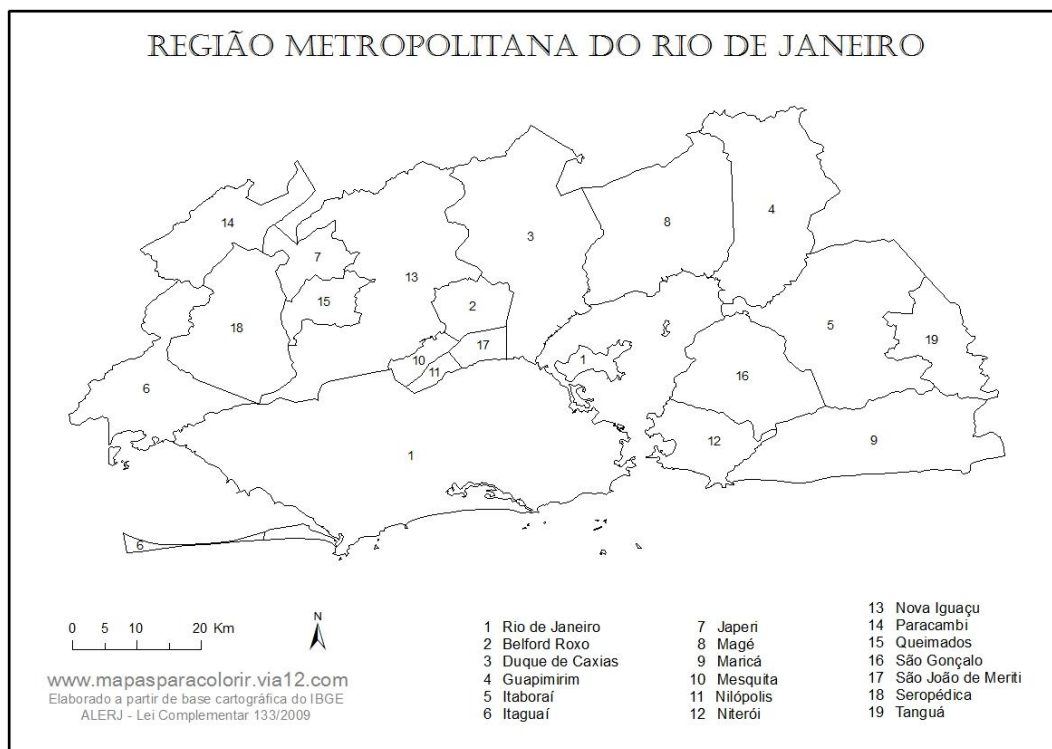 REGIÃO METROPOLITANA DO RIO DE JANEIRO
14
7
13
3
8
4
15
18
2
17
10
11
6
1
1
16
5
19
12
9
6
0 5 10 20 Km
N
www.mapasparacolorir.via12.com
Elaborado a partir de base cartográfica do IBGE
ALERJ - Lei Complementar 133/2009
1 Rio de Janeiro
2 Belford Roxo
3 Duque de Caxias
4 Guapimirim
5 Itaboraí
6 Itaguaí
7 Japeri
8 Magé
9 Maricá
10 Mesquita
11 Nilópolis
12 Niterói
13 Nova Iguaçu
14 Paracambi
15 Queimados
16 São Gonçalo
17 São João de Meriti
18 Seropédica
19 Tanguá